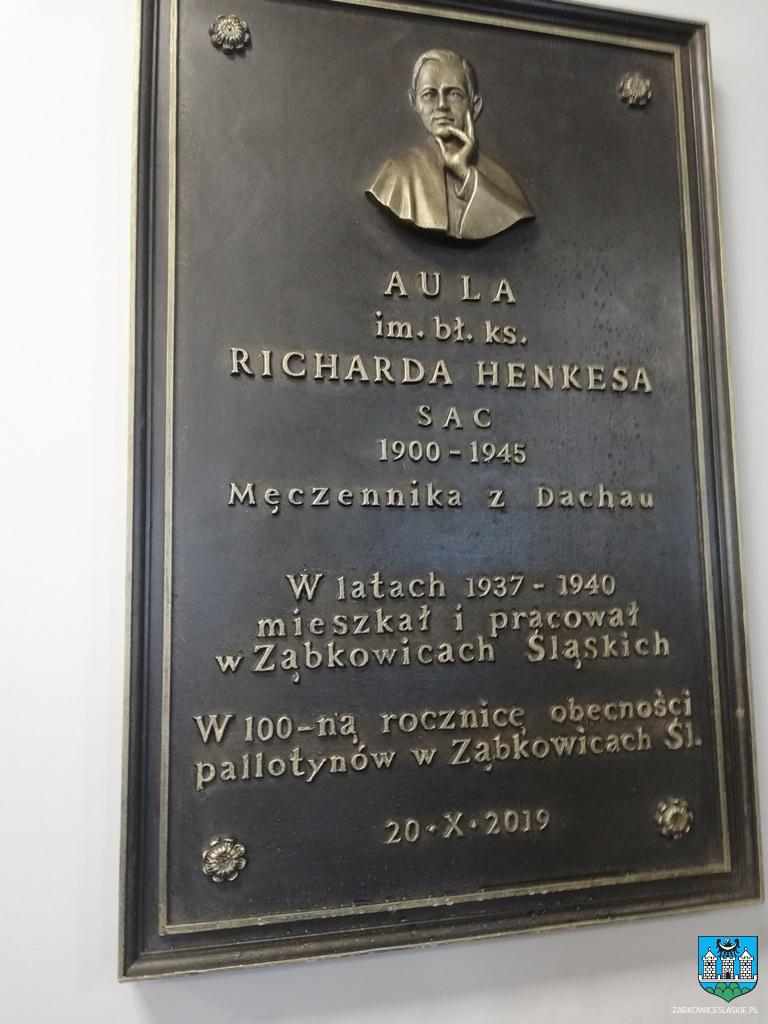 AULA
im. bł. ks.
RICHARDA HENKESA
SAC
1900 - 1945
Męczennika z Dachau
W latach 1937 - 1940
mieszkał i pracował
w Ząbkowicach Śląskich
W 100-ną rocznicę obecności
pallotynów w Ząbkowicach Śl.
20·X·2019
ZABKOWICESLASKIE.PL